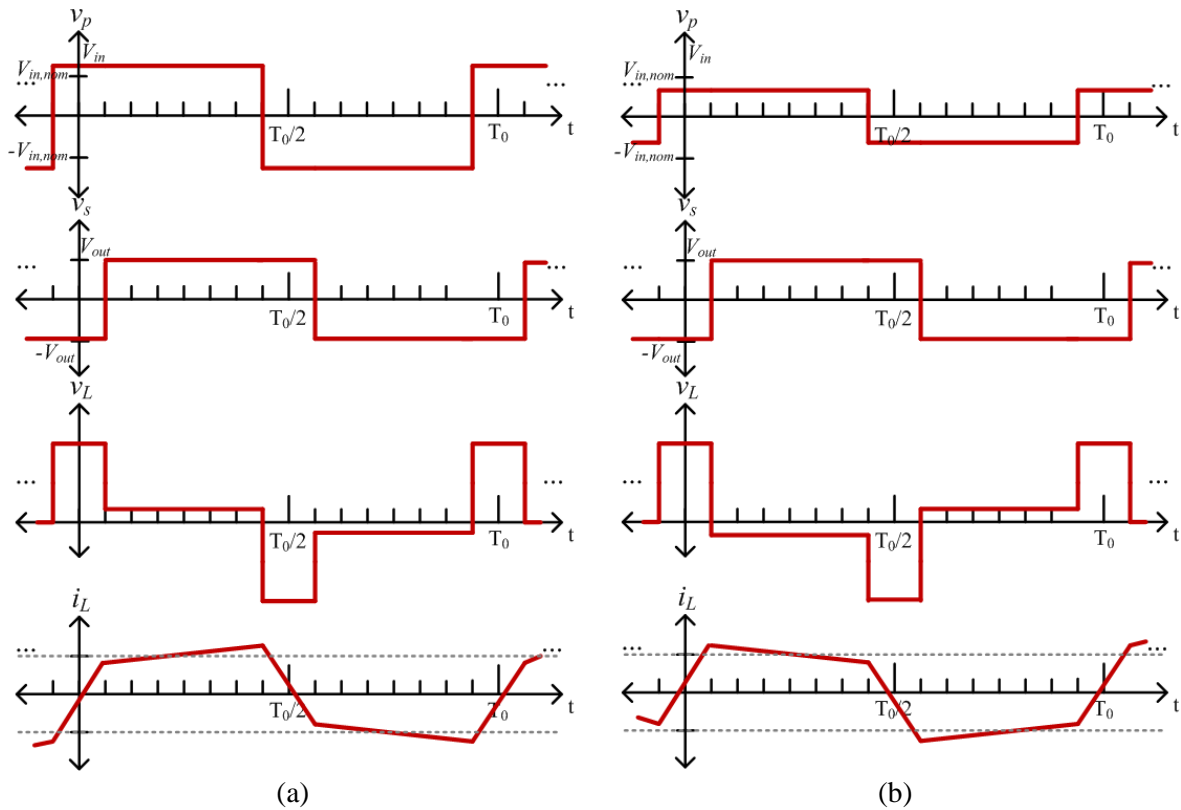 v_p
V_in
V_in,nom
...
...
T_0/2
T_0
t
-V_in,nom
v_s
V_out
...
...
T_0/2
T_0
t
-V_out
v_L
...
...
T_0/2
T_0
t
i_L
...
...
T_0/2
T_0
t
(a)
v_p
V_in
V_in,nom
...
...
T_0/2
T_0
t
-V_in,nom
v_s
V_out
...
...
T_0/2
T_0
t
-V_out
v_L
...
...
T_0/2
T_0
t
i_L
...
...
T_0/2
T_0
t
(b)